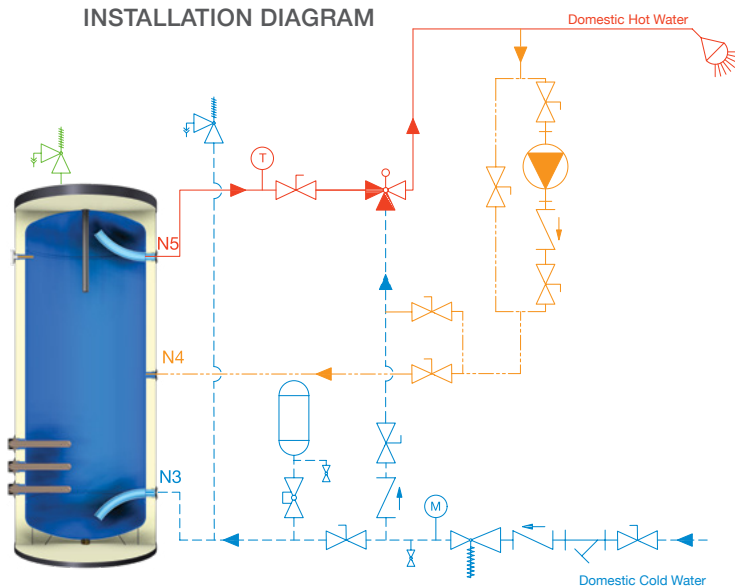 INSTALLATION DIAGRAM
Domestic Hot Water
T
N5
N4
N3
M
Domestic Cold Water